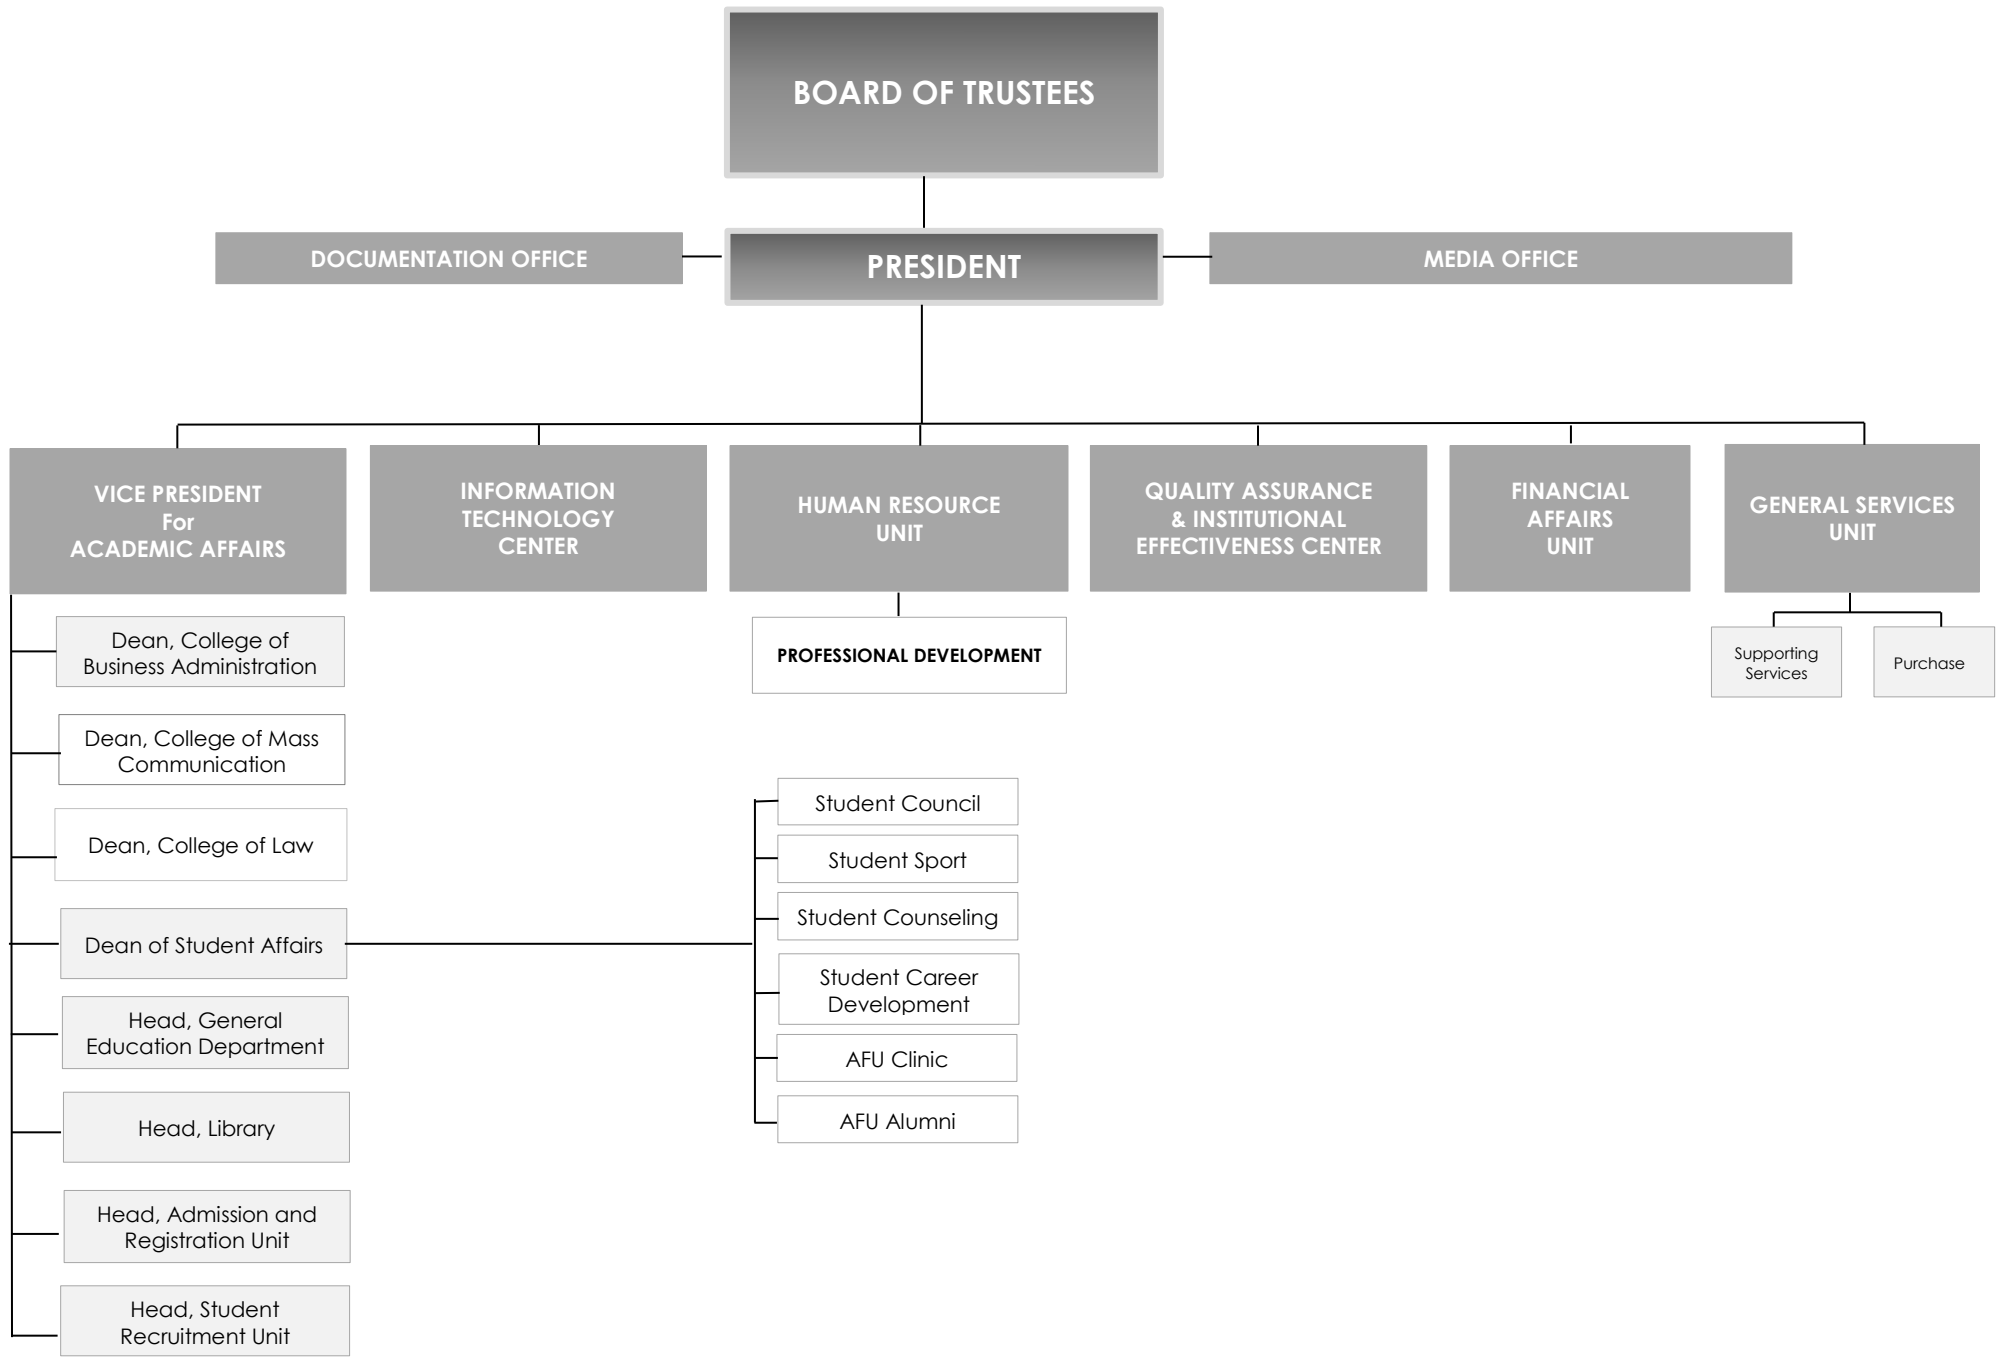 BOARD OF TRUSTEES
DOCUMENTATION OFFICE
PRESIDENT
MEDIA OFFICE
VICE PRESIDENT
For
ACADEMIC AFFAIRS
INFORMATION
TECHNOLOGY
CENTER
HUMAN RESOURCE
UNIT
QUALITY ASSURANCE
& INSTITUTIONAL
EFFECTIVENESS CENTER
FINANCIAL
AFFAIRS
UNIT
GENERAL SERVICES
UNIT
Dean, College of
Business Administration
Dean, College of Mass
Communication
Dean, College of Law
Dean of Student Affairs
Head, General
Education Department
Head, Library
Head, Admission and
Registration Unit
Head, Student
Recruitment Unit
PROFESSIONAL DEVELOPMENT
Student Council
Student Sport
Student Counseling
Student Career
Development
AFU Clinic
AFU Alumni
Supporting
Services
Purchase